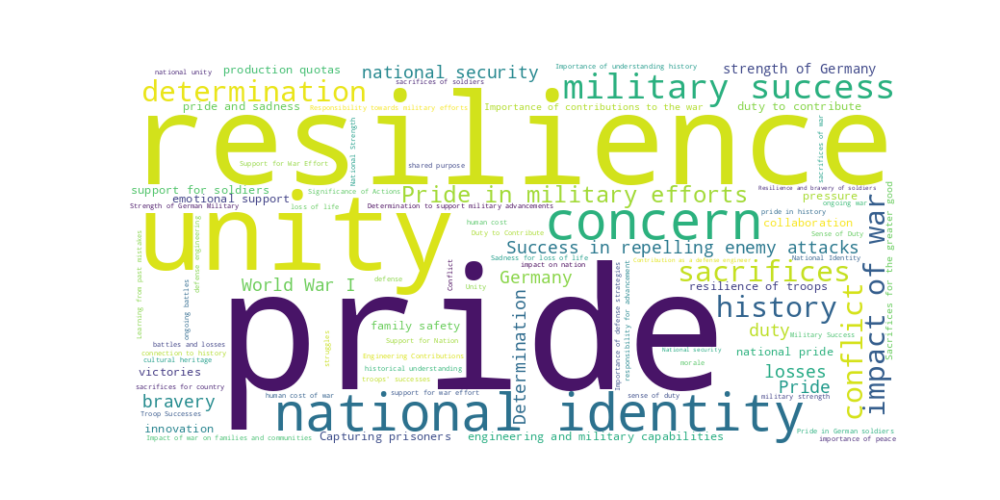 national unity
production quotas
national security
Importance of understanding history
strength of Germany
sacrifices of soldiers
determination
military success
pride and sadness
Responsibility towards military efforts
Importance of contributions to the war
duty to contribute
resilience
National Strength
sacrifices of war
Support for War Effort
shared purpose
support for soldiers
emotional support
Significance of Actions
Pride in military efforts
Resilience and bravery of soldiers
pressure
ongoing war
Strength of German Military
loss of life
Determination to support military advancements
pride in history
unity
human cost
concern
collaboration
Duty to Contribute
Sense of Duty
Learning from past mistakes
defense engineering
Success in repelling enemy attacks
National Identity
Sadness for loss of life
Contribution as a defense engineer
impact on nation
Conflict
sacrifices
impact of war
Sacrifices for the greater good
World War I
defense
Germany
Unity
resilience of troops
ongoing battles
pride
Determination
Importance of defense strategies
responsibility for advancement
history
conflict
family safety
duty
Military Success
struggles
Support for Nation
battles and losses
connection to history
cultural heritage
Engineering Contributions
National security
national pride
historical understanding
morale
victories
troops' successes
losses
sacrifices for country
Pride
bravery
human cost of war
support for war effort
sense of duty
military strength
Troop Successes
national identity
innovation
Pride in German soldiers
Impact of war on families and communities
Capturing prisoners
engineering and military capabilities
importance of peace